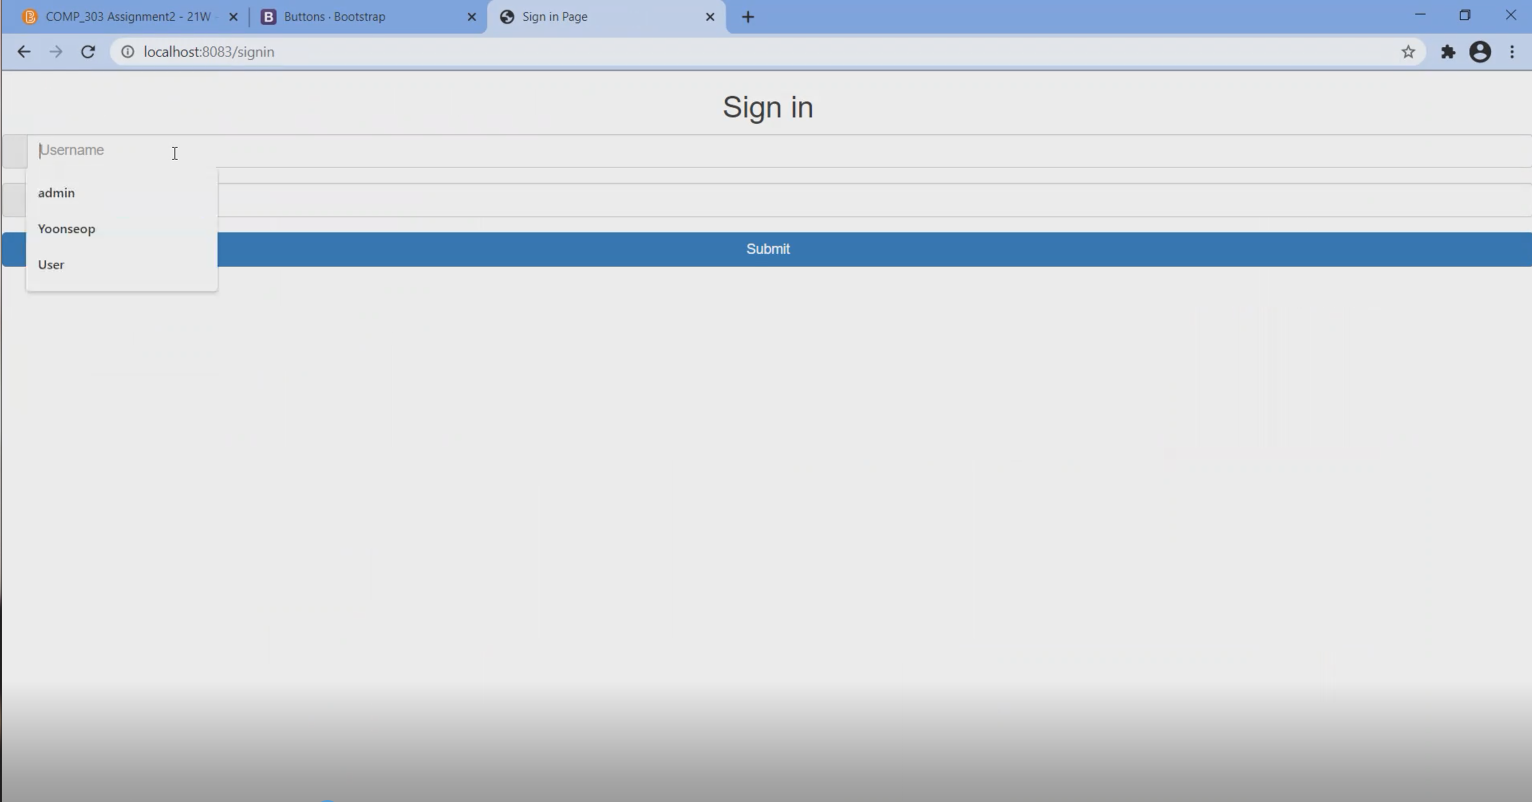 COMP_303 Assignment2 - 21W
Buttons · Bootstrap
Sign in Page
localhost:8083/signin
Sign in
Username
admin
Yoonseop
User
Submit